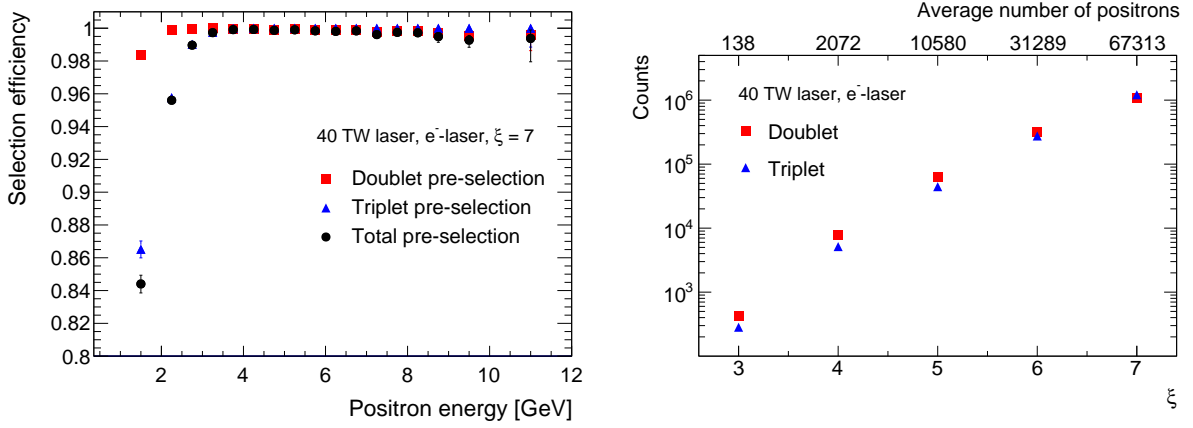 Selection efficiency
1
0.98
0.96
0.94
0.92
0.9
0.88
0.86
0.84
0.82
0.8
40 TW laser, e⁻-laser, ξ = 7
Doublet pre-selection
Triplet pre-selection
Total pre-selection
2 4 6 8 10 12
Positron energy [GeV]
Average number of positrons
138 2072 10580 31289 67313
Counts
10⁶
10⁵
10⁴
10³
40 TW laser, e⁻-laser
Doublet
Triplet
3 4 5 6 7
ξ